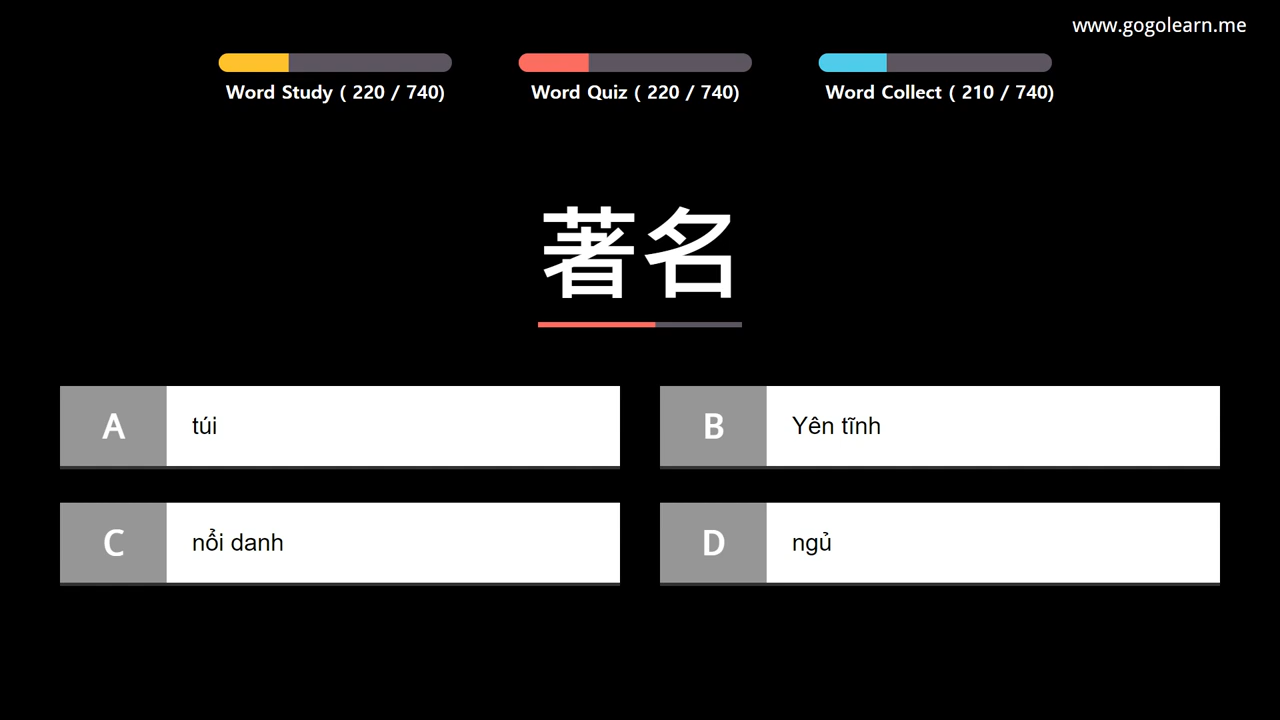 www.gogolearn.me
Word Study ( 220 / 740)
Word Quiz ( 220 / 740)
Word Collect ( 210 / 740)
著名
A túi
B Yên tĩnh
C nổi danh
D ngủ